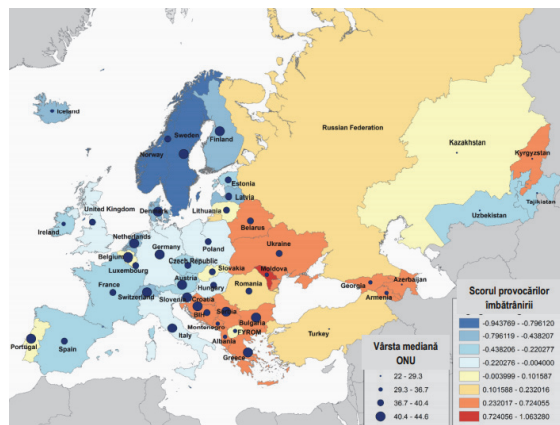 Iceland
Sweden
Finland
Norway
Russian Federation
Estonia
Latvia
Lithuania
Denmark
United Kingdom
Ireland
Netherlands
Belgium
Luxembourg
Germany
Poland
Belarus
Czech Republic
Slovakia
Ukraine
Moldova
Kazakhstan
Kyrgyzstan
Tajikistan
Uzbekistan
France
Switzerland
Austria
Hungary
Slovenia
Croatia
BiH
Serbia
Romania
Montenegro
Bulgaria
FYROM
Albania
Greece
Italy
Portugal
Spain
Turkey
Georgia
Armenia
Azerbaijan
Vârsta mediană
ONU
22 - 29.3
29.3 - 36.7
36.7 - 40.4
40.4 - 44.6
Scorul provocărilor
îmbătrânirii
-0.943769 - -0.796120
-0.796119 - -0.438207
-0.438206 - -0.220277
-0.220276 - -0.004000
-0.003999 - 0.101587
0.101588 - 0.232016
0.232017 - 0.724055
0.724056 - 1.063280